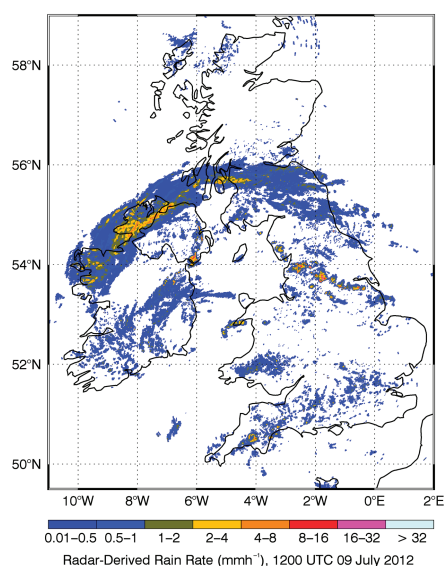 58°N
56°N
54°N
52°N
50°N
10°W 8°W 6°W 4°W 2°W 0°W 2°E
0.01-0.5 0.5-1 1-2 2-4 4-8 8-16 16-32 > 32
Radar-Derived Rain Rate (mmh⁻¹), 1200 UTC 09 July 2012